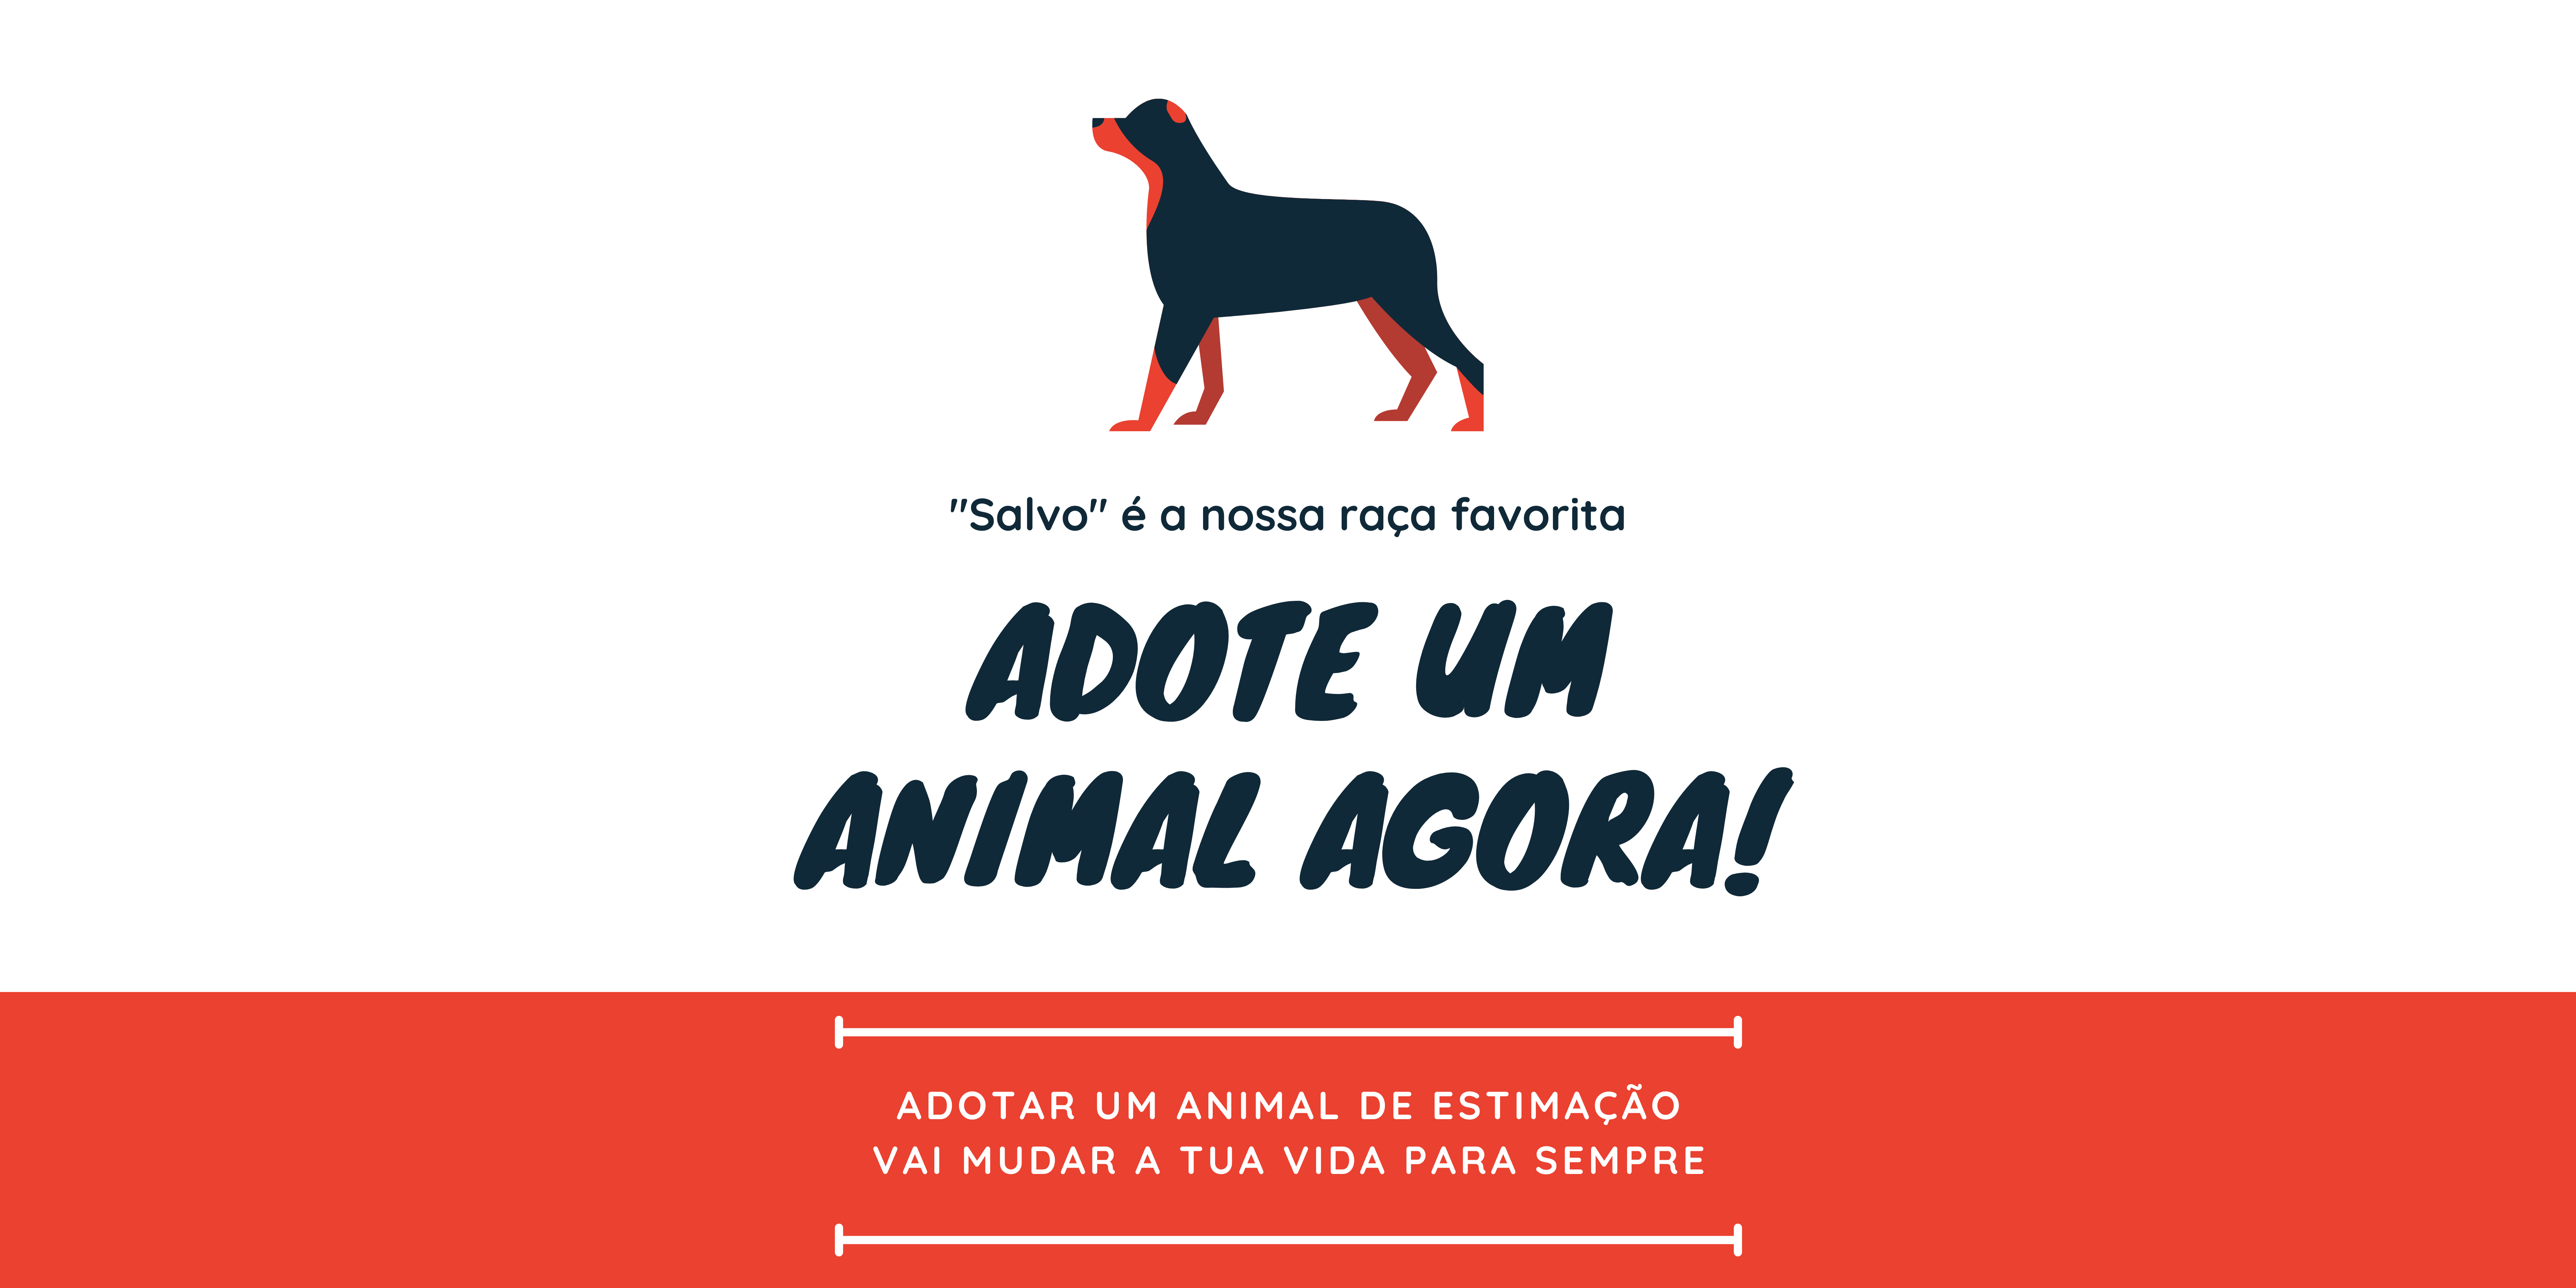 "Salvo" é a nossa raça favorita
ADOTE UM
ANIMAL AGORA!
ADOTAR UM ANIMAL DE ESTIMAÇÃO
VAI MUDAR A TUA VIDA PARA SEMPRE